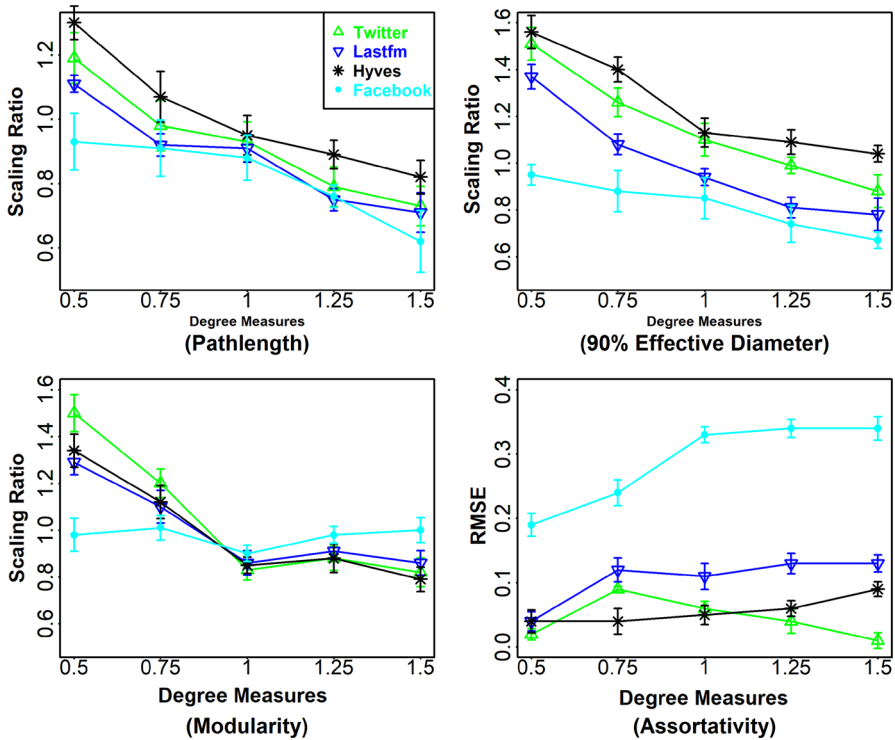 Scaling Ratio
1.2
1.0
0.8
0.6
Twitter
Lastfm
Hyves
Facebook
0.5 0.75 1 1.25 1.5
Degree Measures
(Pathlength)
Scaling Ratio
1.6
1.4
1.2
1.0
0.8
0.6
0.5 0.75 1 1.25 1.5
Degree Measures
(90% Effective Diameter)
Scaling Ratio
1.6
1.4
1.2
1.0
0.8
0.6
0.5 0.75 1 1.25 1.5
Degree Measures
(Modularity)
RMSE
0.4
0.3
0.2
0.1
0.0
0.5 0.75 1 1.25 1.5
Degree Measures
(Assortativity)